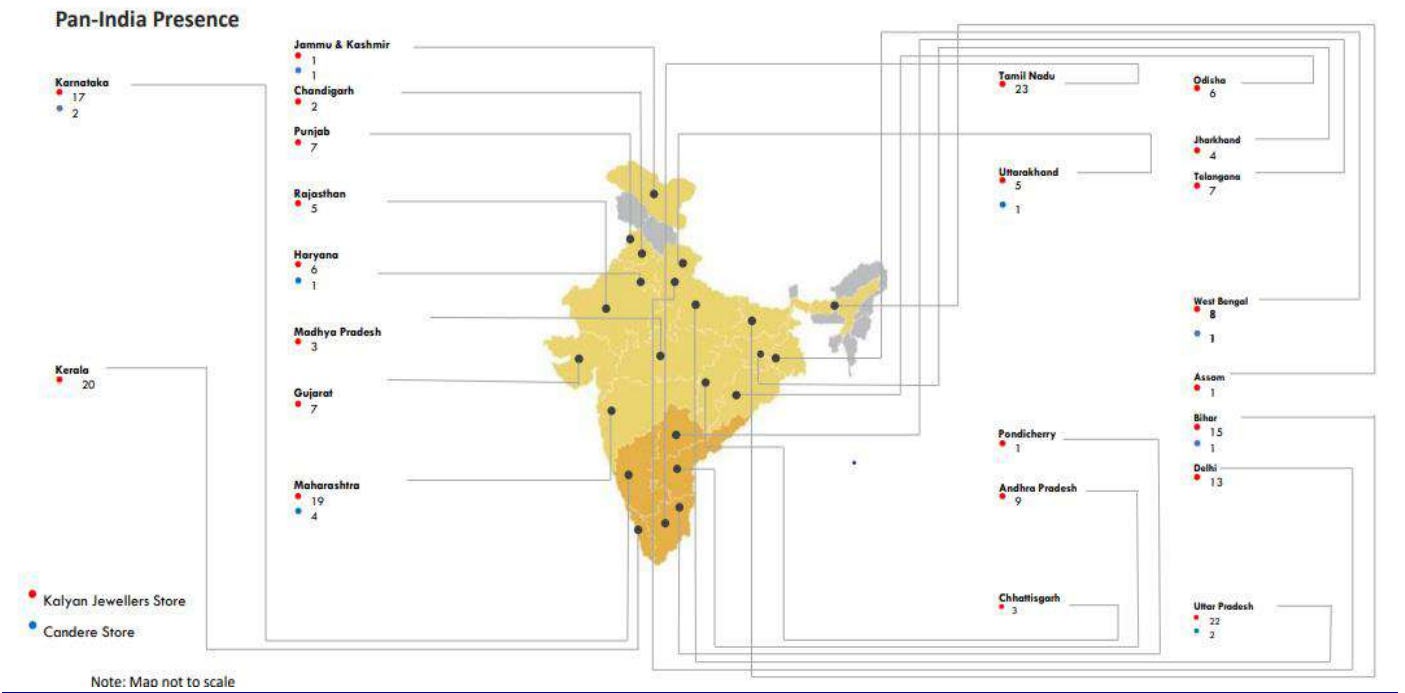 Pan-India Presence
Karnataka
17
2
Kerala
20
Jammu & Kashmir
1
1
Chandigarh
2
Punjab
7
Rajasthan
5
Haryana
6
1
Madhya Pradesh
3
Gujarat
7
Maharashtra
19
4
Tamil Nadu
23
Uttarakhand
5
1
Pondicherry
1
Andhra Pradesh
9
Chhattisgarh
3
Odisha
6
Jharkhand
4
Telangana
7
West Bengal
8
1
Assam
1
Bihar
15
1
Delhi
13
Uttar Pradesh
22
2
Kalyan Jewellers Store
Candere Store
Note: Map not to scale